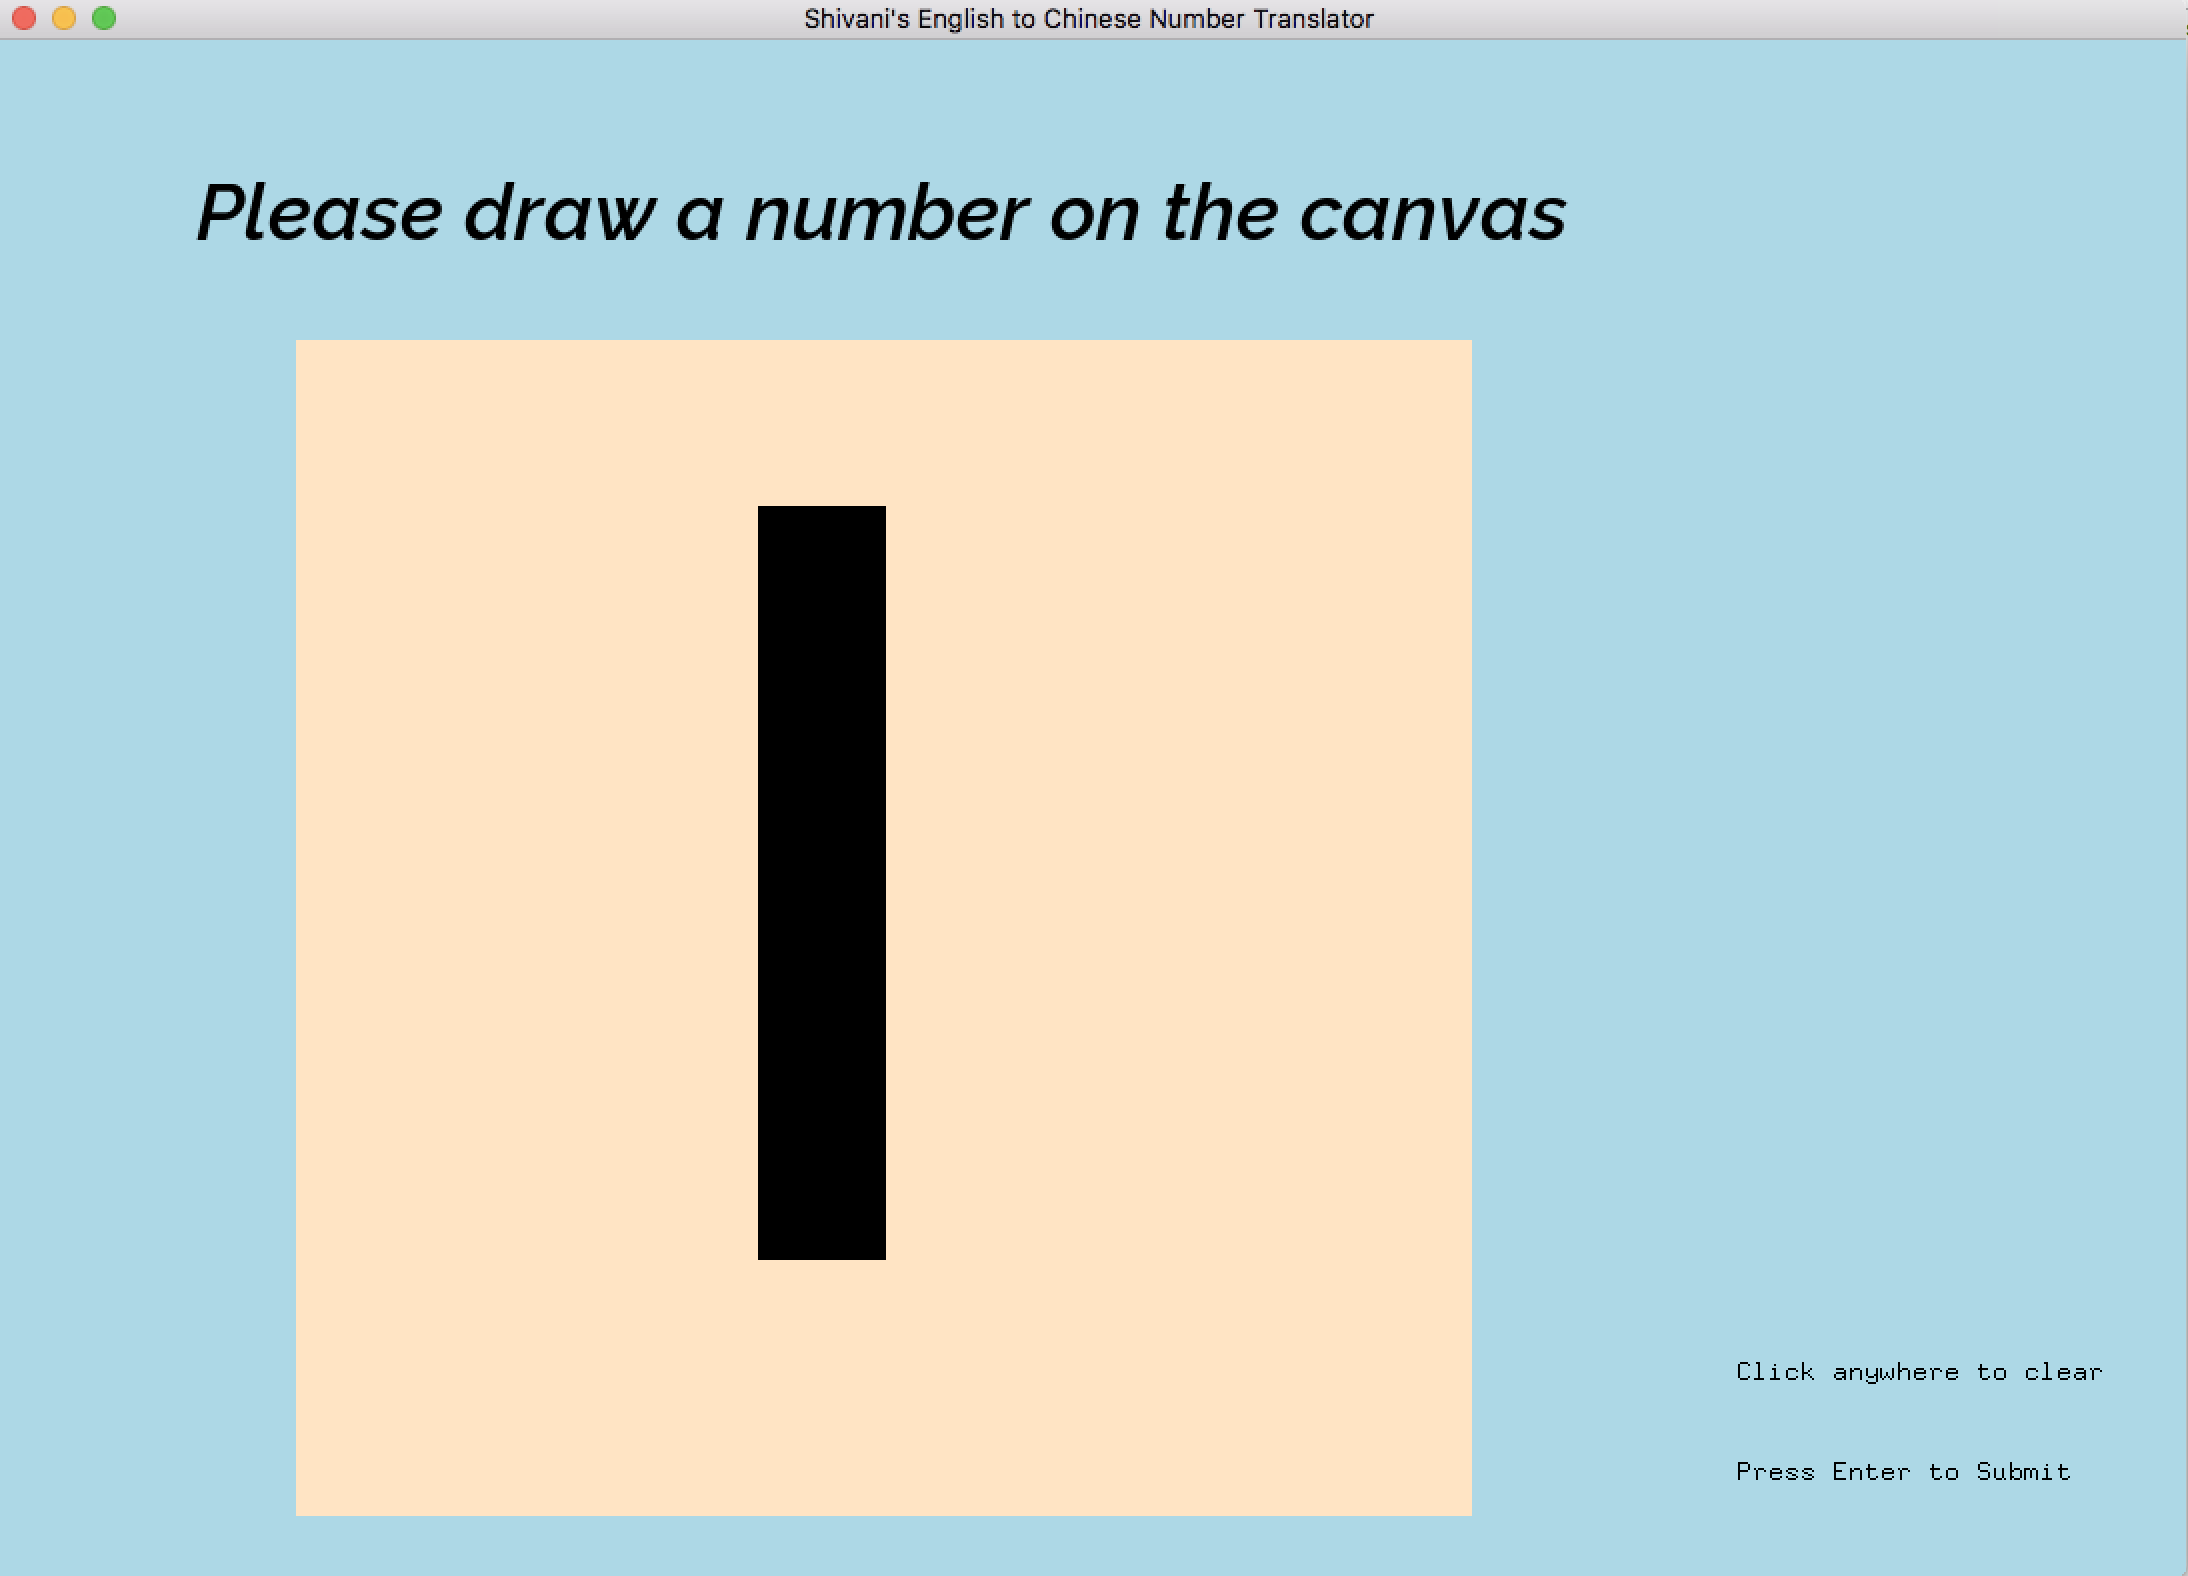 Shivani's English to Chinese Number Translator
Please draw a number on the canvas
Click anywhere to clear
Press Enter to Submit